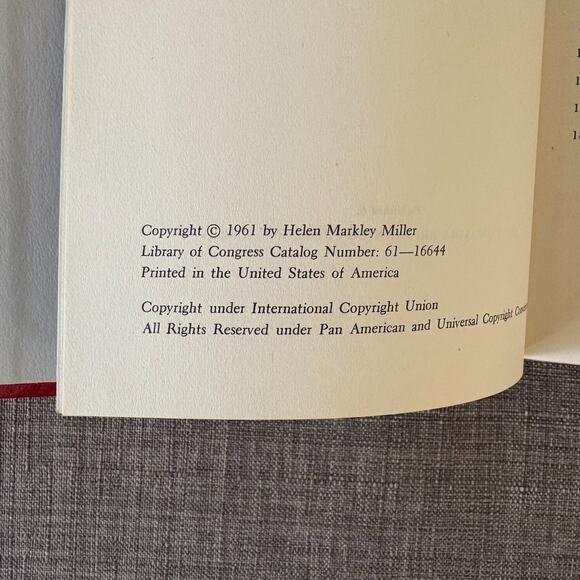 Copyright © 1961 by Helen Markley Miller
Library of Congress Catalog Number: 61—16644
Printed in the United States of America
Copyright under International Copyright Union
All Rights Reserved under Pan American and Universal Copyright